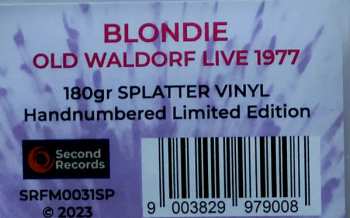 BLONDIE
OLD WALDORF LIVE 1977
180gr SPLATTER VINYL
Handnumbered Limited Edition
Second
Records
SRFM0031SP
© 2023
9 003829 979008